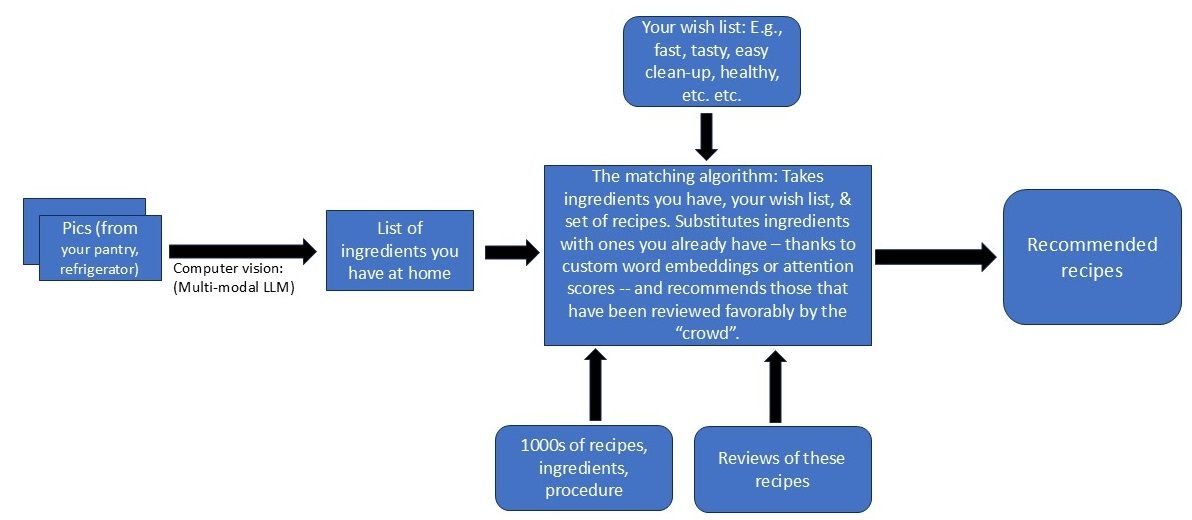 Your wish list: E.g.,
fast, tasty, easy
clean-up, healthy,
etc. etc.
Pics (from
your pantry,
refrigerator)
Computer vision:
(Multi-modal LLM)
List of
ingredients you
have at home
The matching algorithm: Takes
ingredients you have, your wish list, &
set of recipes. Substitutes ingredients
with ones you already have – thanks to
custom word embeddings or attention
scores -- and recommends those that
have been reviewed favorably by the
“crowd”.
Recommended
recipes
1000s of recipes,
ingredients,
procedure
Reviews of these
recipes